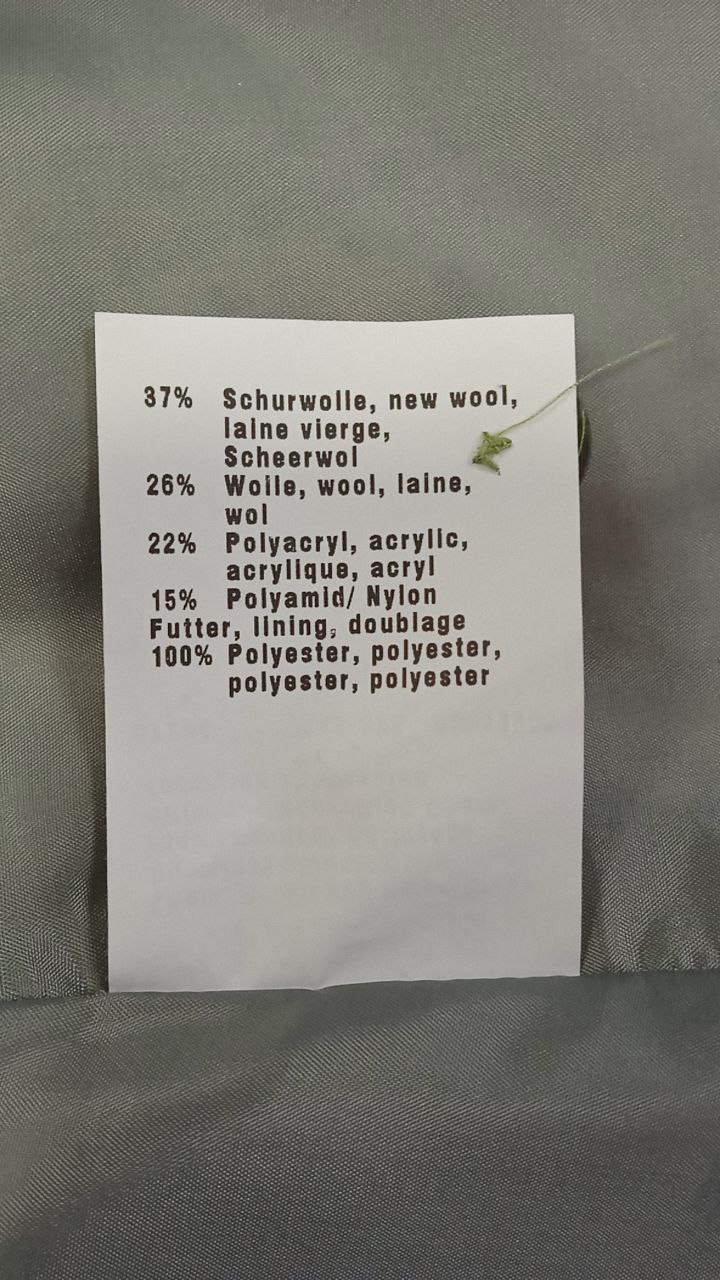 37% Schurwolle, new wool,
laine vierge,
Scheerwol
26% Wolle, wool, laine,
wol
22% Polyacryl, acrylic,
acrylique, acryl
15% Polyamid/ Nylon
Futter, lining, doublage
100% Polyester, polyester,
polyester, polyester